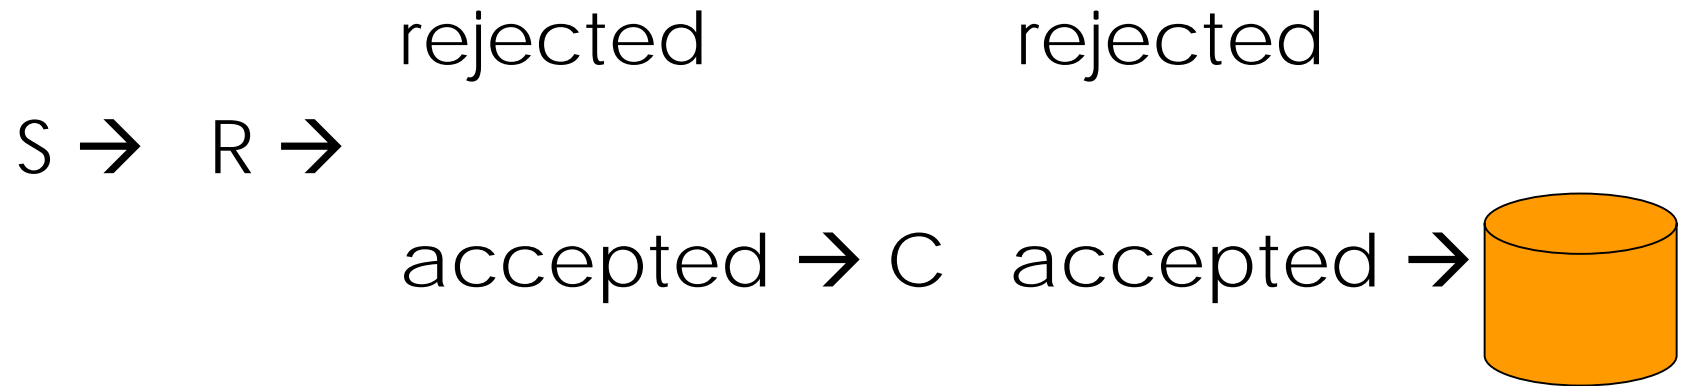 rejected rejected
S → R →
accepted → C accepted →